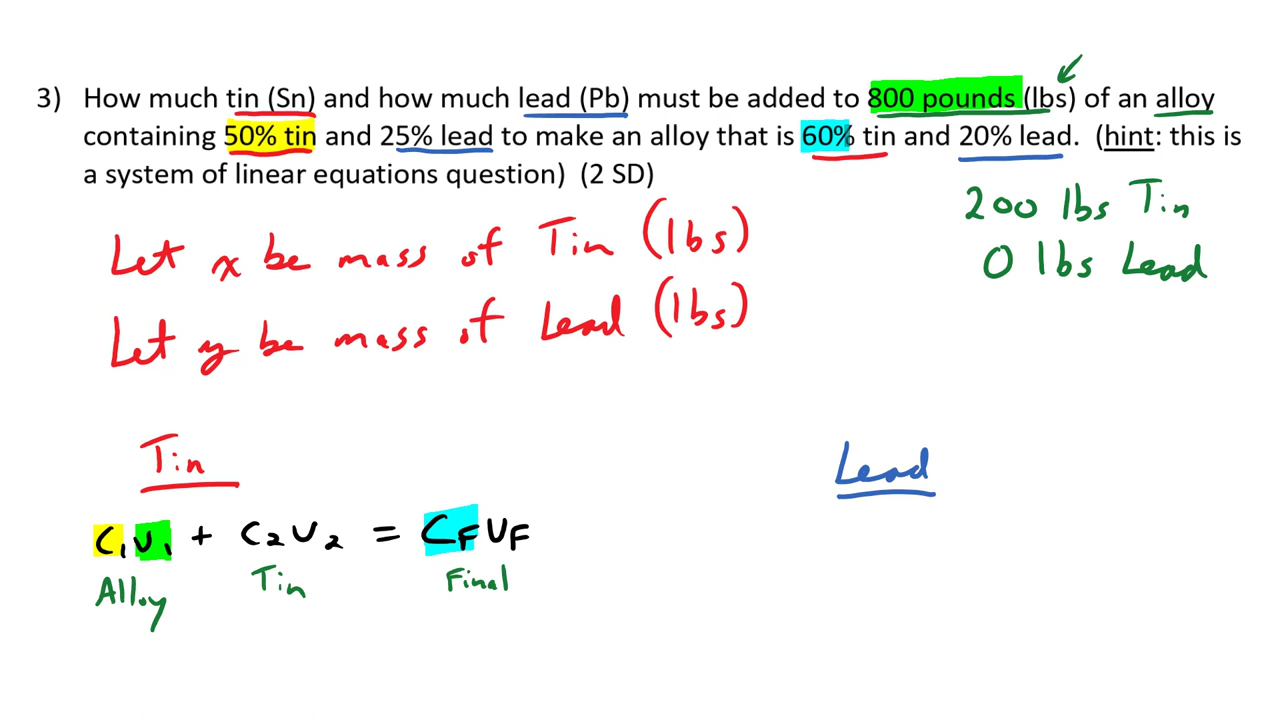 3) How much tin (Sn) and how much lead (Pb) must be added to 800 pounds (lbs) of an alloy
containing 50% tin and 25% lead to make an alloy that is 60% tin and 20% lead. (hint: this is
a system of linear equations question) (2 SD)
200 lbs Tin
0 lbs Lead
Let x be mass of Tin (lbs)
Let y be mass of Lead (lbs)
Tin
Lead
C₁V₁ + C₂V₂ = C_F V_F
Alloy Tin Final